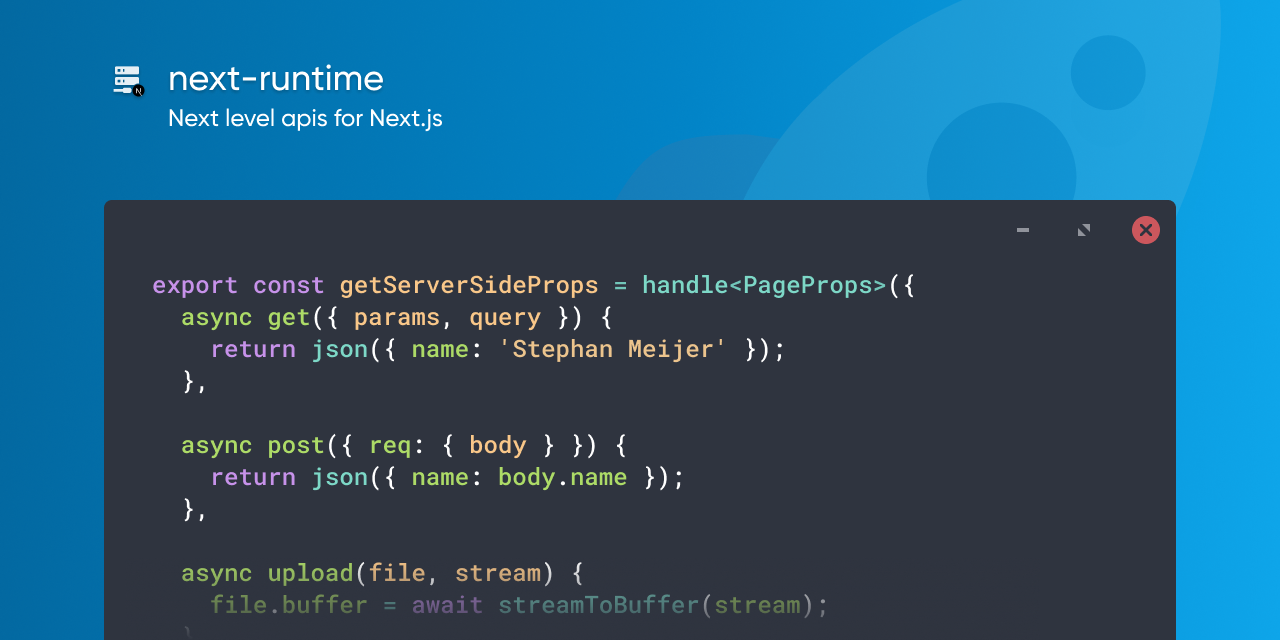 N
next-runtime
Next level apis for Next.js
export const getServerSideProps = handle<PageProps>({
  async get({ params, query }) {
    return json({ name: 'Stephan Meijer' });
  },

  async post({ req: { body } }) {
    return json({ name: body.name });
  },

  async upload(file, stream) {
    file.buffer = await streamToBuffer(stream);
  }